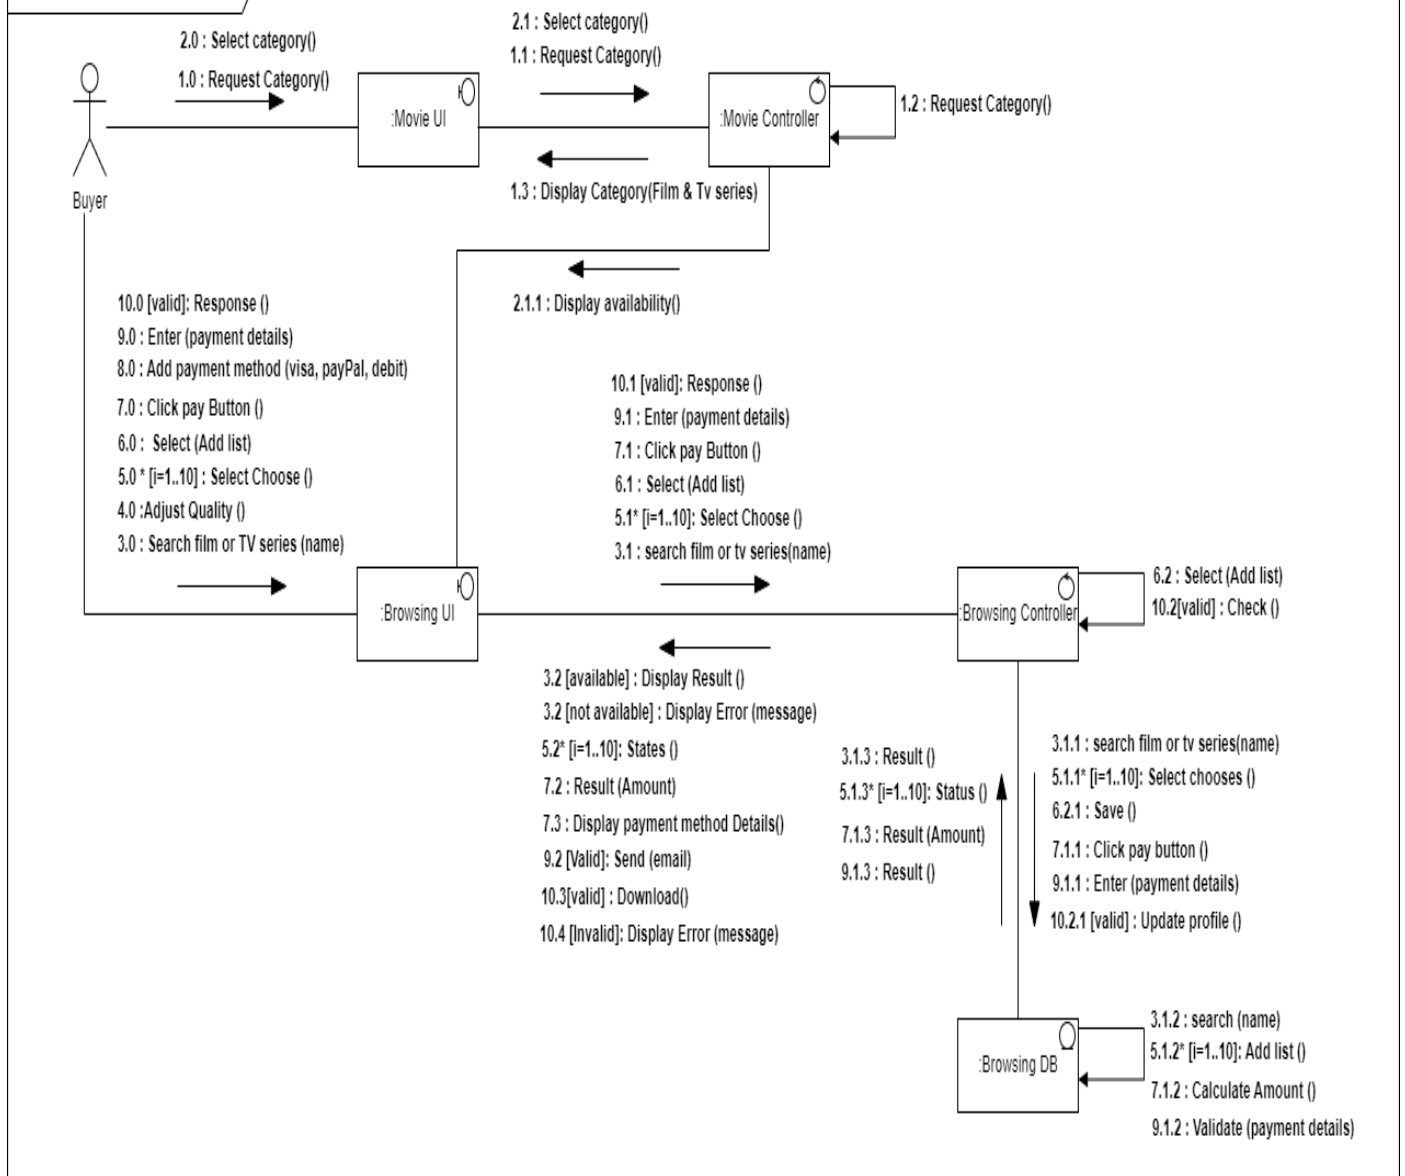 2.1 : Select category()
2.0 : Select category()
1.1 : Request Category()
1.0 : Request Category()
:Movie UI
:Movie Controller
1.2 : Request Category()
1.3 : Display Category(Film & Tv series)
Buyer
2.1.1 : Display availability()
10.0 [valid]: Response ()
9.0 : Enter (payment details)
8.0 : Add payment method (visa, payPal, debit)
7.0 : Click pay Button ()
6.0 :  Select (Add list)
5.0 * [i=1..10] : Select Choose ()
4.0 :Adjust Quality ()
3.0 : Search film or TV series (name)
10.1 [valid]: Response ()
9.1 : Enter (payment details)
7.1 : Click pay Button ()
6.1 : Select (Add list)
5.1* [i=1..10]: Select Choose ()
3.1 : search film or tv series(name)
:Browsing UI
:Browsing Controller
6.2 : Select (Add list)
10.2[valid] : Check ()
3.2 [available] : Display Result ()
3.2 [not available] : Display Error (message)
5.2* [i=1..10]: States ()
7.2 : Result (Amount)
7.3 : Display payment method Details()
9.2 [Valid]: Send (email)
10.3[valid] : Download()
10.4 [Invalid]: Display Error (message)
3.1.3 : Result ()
5.1.3* [i=1..10]: Status ()
7.1.3 : Result (Amount)
9.1.3 : Result ()
3.1.1 : search film or tv series(name)
5.1.1* [i=1..10]: Select chooses ()
6.2.1 : Save ()
7.1.1 : Click pay button ()
9.1.1 : Enter (payment details)
10.2.1 [valid] : Update profile ()
:Browsing DB
3.1.2 : search (name)
5.1.2* [i=1..10]: Add list ()
7.1.2 : Calculate Amount ()
9.1.2 : Validate (payment details)